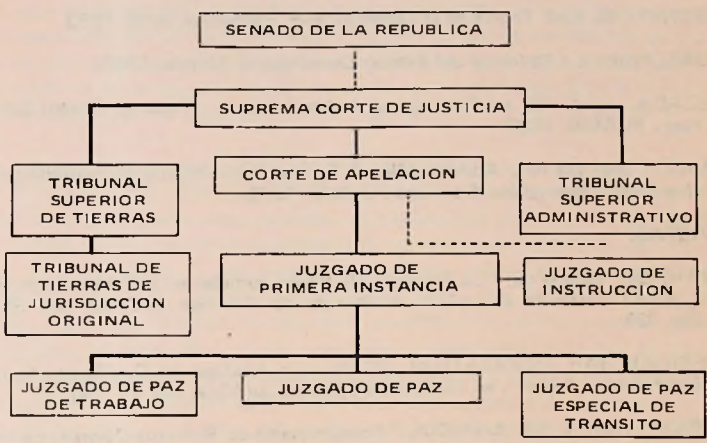 SENADO DE LA REPUBLICA
SUPREMA CORTE DE JUSTICIA
TRIBUNAL
SUPERIOR
DE TIERRAS
CORTE DE APELACION
TRIBUNAL
SUPERIOR
ADMINISTRATIVO
TRIBUNAL DE
TIERRAS DE
JURISDICCION
ORIGINAL
JUZGADO DE
PRIMERA INSTANCIA
JUZGADO DE
INSTRUCCION
JUZGADO DE PAZ
DE TRABAJO
JUZGADO DE PAZ
JUZGADO DE PAZ
ESPECIAL DE
TRANSITO